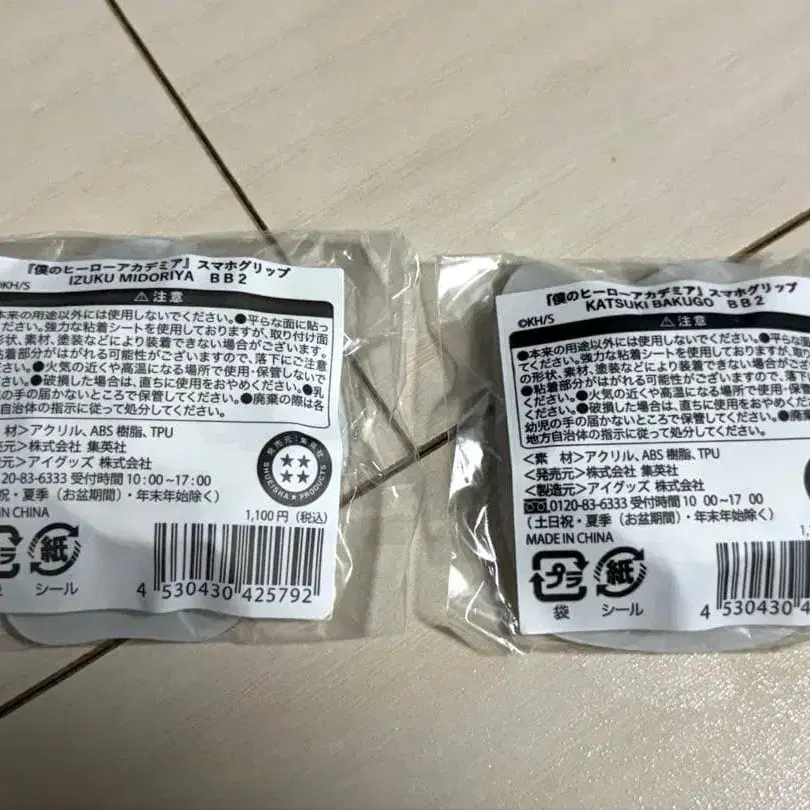 『僕のヒーローアカデミア』スマホグリップ
IZUKU MIDORIYA BB2
©KH/S
⚠注意
本来の用途以外には使用しないでください。●平らな面に貼っ
ださい。強力な粘着シートを使用しておりますが、取り付け面
形状、素材、塗装などにより装着できない場合がございます。
粘着部分がはがれる可能性がございますので、落下にご注意
ださい。●火気の近くや高温になる場所で使用・保管しないで
ださい。●破損した場合は、直ちに使用をおやめください。●乳
の手の届かないところで保管してください。●廃棄の際は各
自治体の指示に従って処分してください。
材>アクリル、ABS 樹脂、TPU
発売元>株式会社 集英社
造元>アイグッズ 株式会社
20-83-6333 受付時間 10:00~17:00
祝・夏季（お盆期間）・年末年始除く）
IN CHINA
発売元:集英社
SHUEISHA★PRODUCTS
1,100円（税込）
プラ
紙
袋
シール
4 530430 425792
『僕のヒーローアカデミア』スマホグリップ
KATSUKI BAKUGO BB2
©KH/S
⚠注意
●本来の用途以外には使用しないでください。●平らな面
てください。強力な粘着シートを使用しておりますが、取
の形状、素材、塗装などにより装着できない場合がござ
●粘着部分がはがれる可能性がございますので、落下
ください。●火気の近くや高温になる場所で使用・保管
ください。●破損した場合は、直ちに使用をおやめくださ
幼児の手の届かないところで保管してください。●廃棄
地方自治体の指示に従って処分してください。
<素 材>アクリル、ABS 樹脂、TPU
<発売元>株式会社 集英社
<製造元>アイグッズ 株式会社
0120-83-6333 受付時間 10 00~17 00
（土日祝・夏季（お盆期間）・年末年始除く）
MADE IN CHINA
1,
プラ
紙
袋
シール
4 530430 4